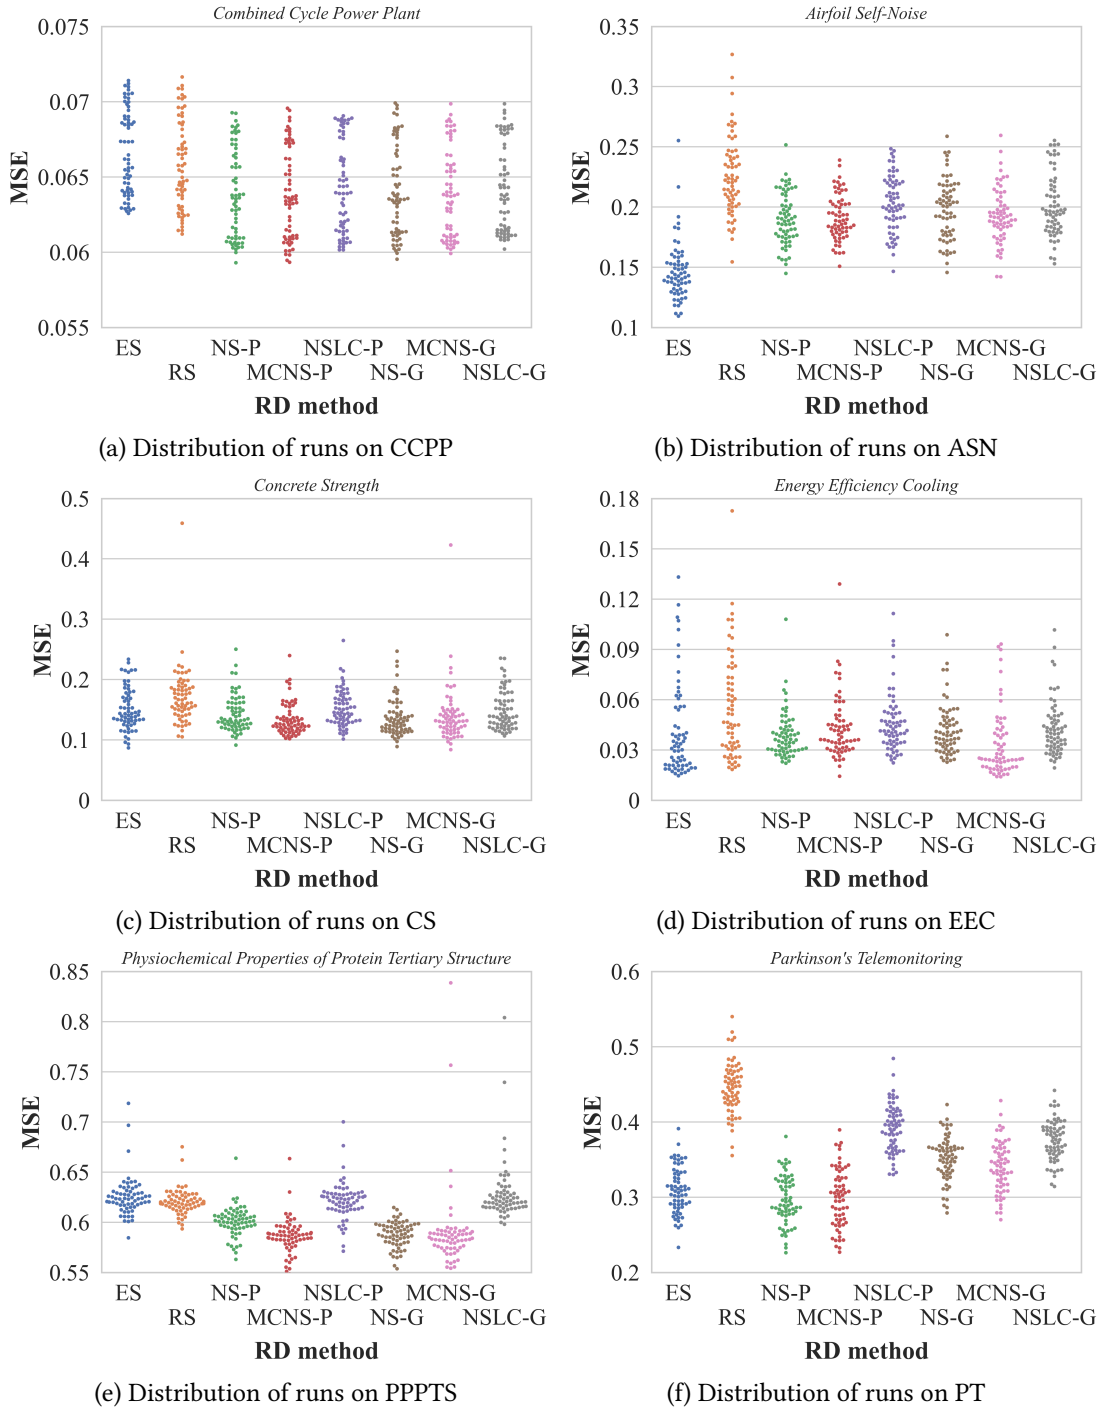 Combined Cycle Power Plant
0.075
0.07
0.065
0.06
0.055
MSE
ES NS-P NSLC-P MCNS-G
RS MCNS-P NS-G NSLC-G
RD method
(a) Distribution of runs on CCPP
Airfoil Self-Noise
0.35
0.3
0.25
0.2
0.15
0.1
MSE
ES NS-P NSLC-P MCNS-G
RS MCNS-P NS-G NSLC-G
RD method
(b) Distribution of runs on ASN
Concrete Strength
0.5
0.4
0.3
0.2
0.1
0
MSE
ES NS-P NSLC-P MCNS-G
RS MCNS-P NS-G NSLC-G
RD method
(c) Distribution of runs on CS
Energy Efficiency Cooling
0.18
0.15
0.12
0.09
0.06
0.03
0
MSE
ES NS-P NSLC-P MCNS-G
RS MCNS-P NS-G NSLC-G
RD method
(d) Distribution of runs on EEC
Physiochemical Properties of Protein Tertiary Structure
0.85
0.8
0.75
0.7
0.65
0.6
0.55
MSE
ES NS-P NSLC-P MCNS-G
RS MCNS-P NS-G NSLC-G
RD method
(e) Distribution of runs on PPPTS
Parkinson's Telemonitoring
0.6
0.5
0.4
0.3
0.2
MSE
ES NS-P NSLC-P MCNS-G
RS MCNS-P NS-G NSLC-G
RD method
(f) Distribution of runs on PT